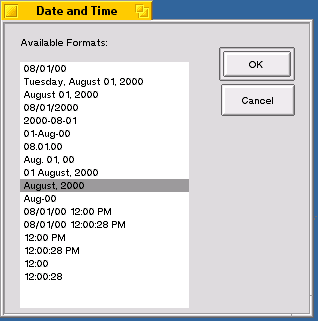 Date and Time
Available Formats:
08/01/00
Tuesday, August 01, 2000
August 01, 2000
08/01/2000
2000-08-01
01-Aug-00
08.01.00
Aug. 01, 00
01 August, 2000
August, 2000
Aug-00
08/01/00 12:00 PM
08/01/00 12:00:28 PM
12:00 PM
12:00:28 PM
12:00
12:00:28
OK
Cancel